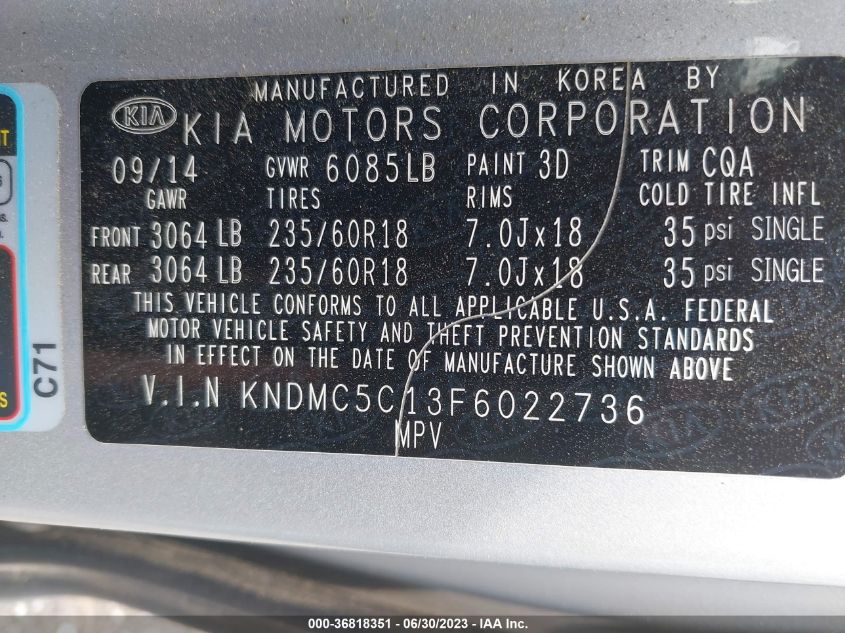 MANUFACTURED IN KOREA BY
KIA KIA MOTORS CORPORATION
09/14 GVWR 6085LB PAINT 3D TRIM CQA
GAWR TIRES RIMS COLD TIRE INFL
FRONT 3064 LB 235/60R18 7.0Jx18 35 psi SINGLE
REAR 3064 LB 235/60R18 7.0Jx18 35 psi SINGLE
THIS VEHICLE CONFORMS TO ALL APPLICABLE U.S.A. FEDERAL
MOTOR VEHICLE SAFETY AND THEFT PREVENTION STANDARDS
IN EFFECT ON THE DATE OF MANUFACTURE SHOWN ABOVE
V.I.N KNDMC5C13F6022736
MPV
C71
000-36818351 - 06/30/2023 - IAA Inc.